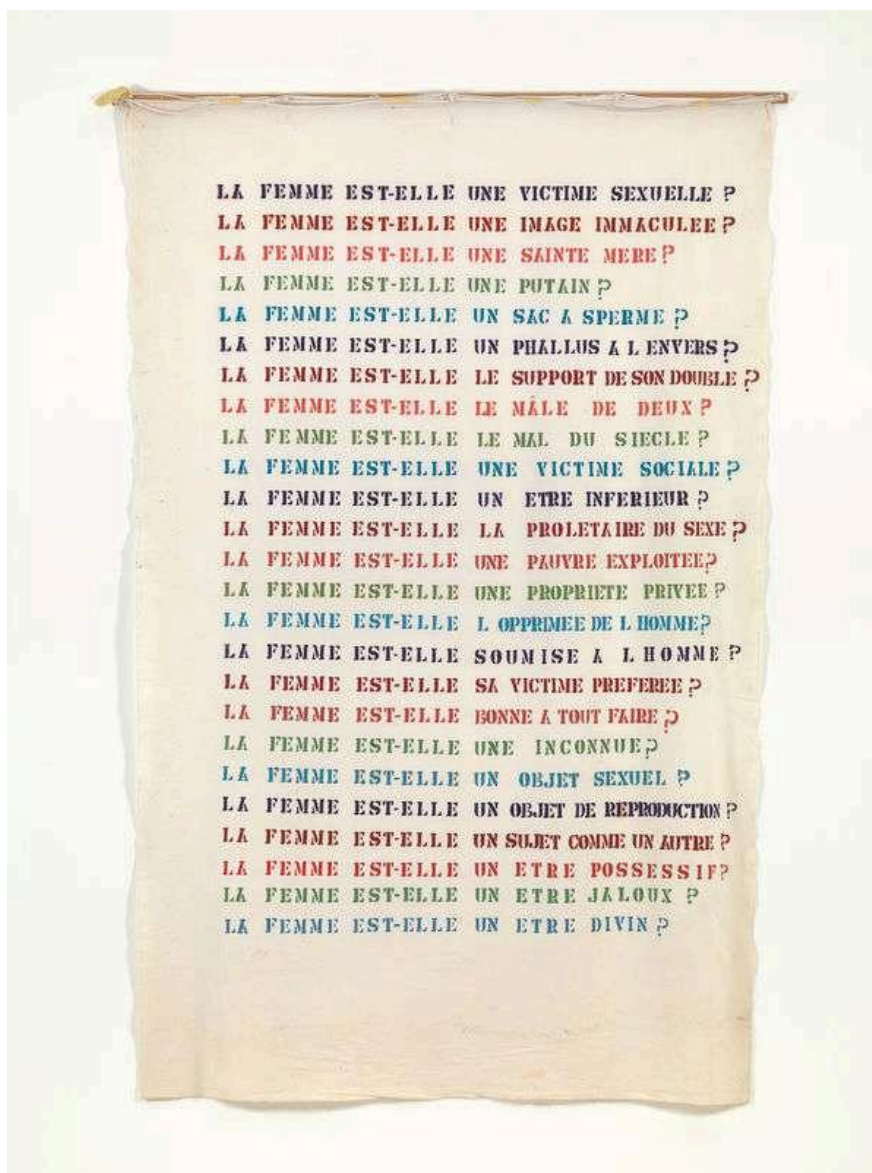 LA FEMME EST-ELLE UNE VICTIME SEXUELLE ?
LA FEMME EST-ELLE UNE IMAGE IMMACULEE ?
LA FEMME EST-ELLE UNE SAINTE MERE ?
LA FEMME EST-ELLE UNE PUTAIN ?
LA FEMME EST-ELLE UN SAC A SPERME ?
LA FEMME EST-ELLE UN PHALLUS A L ENVERS ?
LA FEMME EST-ELLE LE SUPPORT DE SON DOUBLE ?
LA FEMME EST-ELLE LE MÂLE DE DEUX ?
LA FEMME EST-ELLE LE MAL DU SIECLE ?
LA FEMME EST-ELLE UNE VICTIME SOCIALE ?
LA FEMME EST-ELLE UN ETRE INFERIEUR ?
LA FEMME EST-ELLE LA PROLETAIRE DU SEXE ?
LA FEMME EST-ELLE UNE PAUVRE EXPLOITEE ?
LA FEMME EST-ELLE UNE PROPRIETE PRIVEE ?
LA FEMME EST-ELLE L OPPRIMEE DE L HOMME ?
LA FEMME EST-ELLE SOUMISE A L HOMME ?
LA FEMME EST-ELLE SA VICTIME PREFEREE ?
LA FEMME EST-ELLE BONNE A TOUT FAIRE ?
LA FEMME EST-ELLE UNE INCONNUE ?
LA FEMME EST-ELLE UN OBJET SEXUEL ?
LA FEMME EST-ELLE UN OBJET DE REPRODUCTION ?
LA FEMME EST-ELLE UN SUJET COMME UN AUTRE ?
LA FEMME EST-ELLE UN ETRE POSSESSIF ?
LA FEMME EST-ELLE UN ETRE JALOUX ?
LA FEMME EST-ELLE UN ETRE DIVIN ?